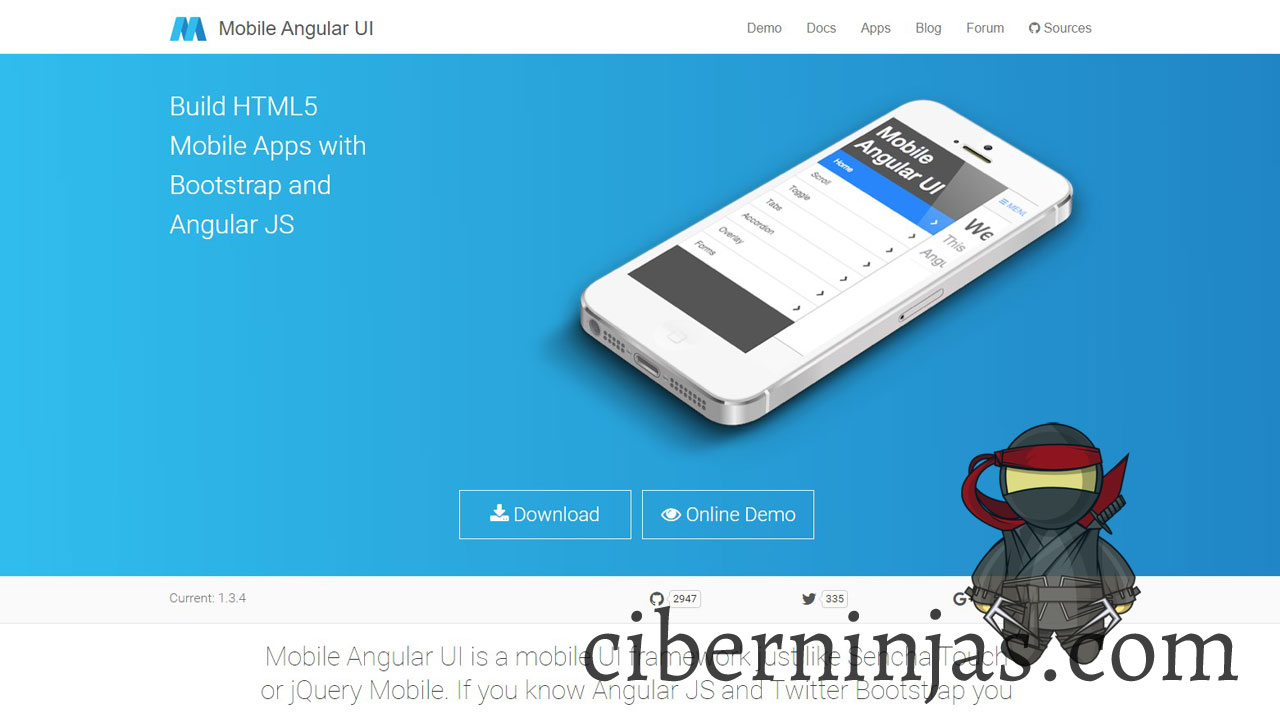 Mobile Angular UI
Demo Docs Apps Blog Forum Sources
Build HTML5
Mobile Apps with
Bootstrap and
Angular JS
Mobile
Angular UI
Home
Scroll
Toggle
Tabs
Accordion
Overlay
Forms
MENU
We
This
Angu
Download
Online Demo
Current: 1.3.4
2947
335
G+
ciberninjas.com
Mobile Angular UI is a mobile UI framework just like Sencha Touch
or jQuery Mobile. If you know Angular JS and Twitter Bootstrap you